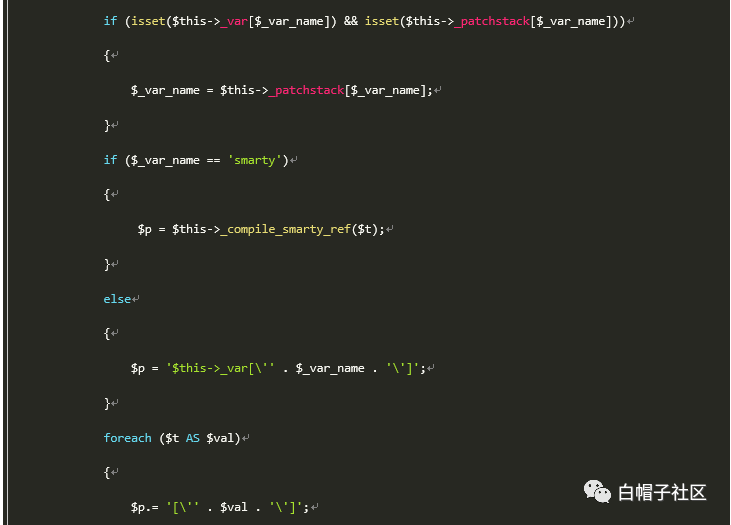 if (isset($this->_var[$_var_name]) && isset($this->_patchstack[$_var_name]))↵
{↵
$_var_name = $this->_patchstack[$_var_name];↵
}↵
if ($_var_name == 'smarty')↵
{↵
$p = $this->_compile_smarty_ref($t);↵
}↵
else↵
{↵
$p = '$this->_var[\'' . $_var_name . '\']';↵
}↵
foreach ($t AS $val)↵
{↵
$p.= '[\'' . $val . '\']';↵
白帽子社区